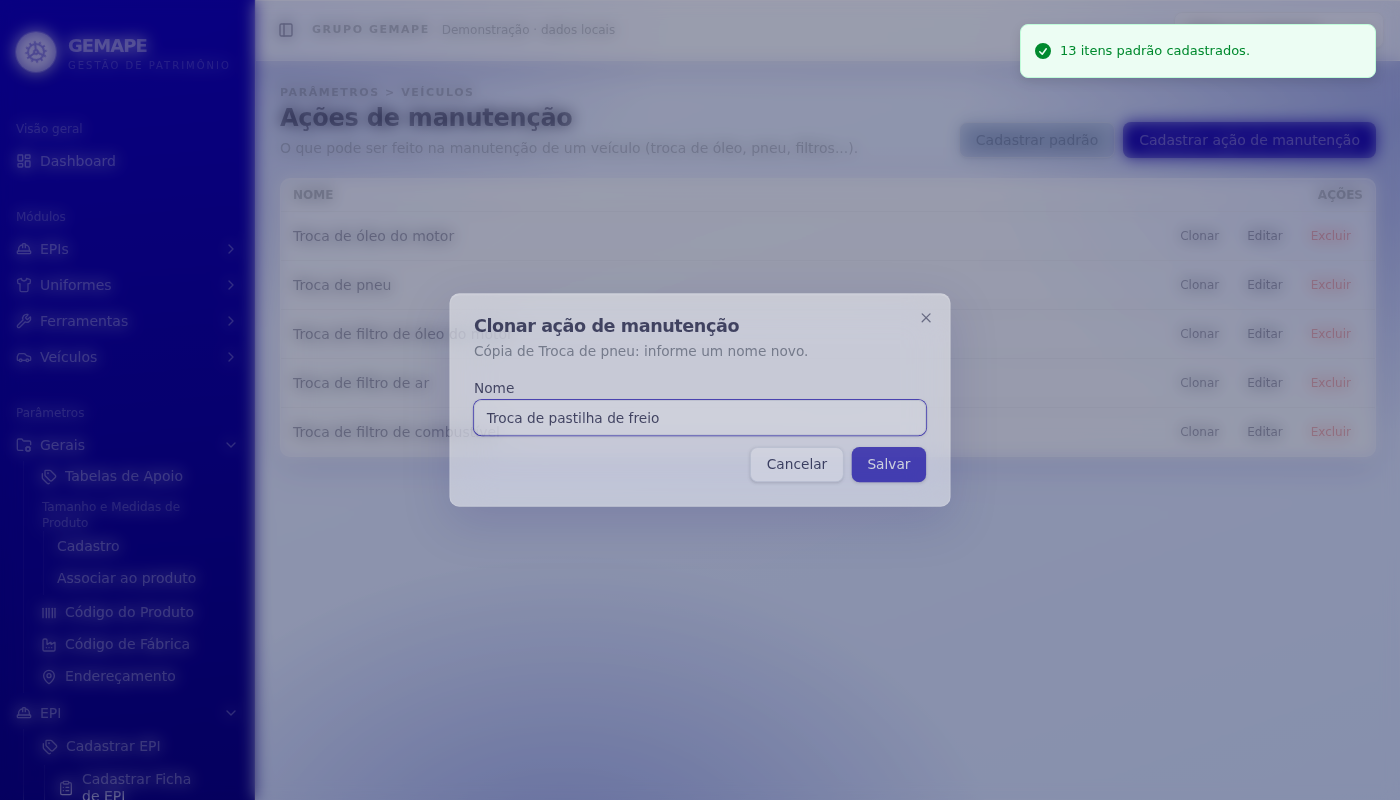 GEMAPE
GESTÃO DE PATRIMÔNIO
Visão geral
Dashboard
Módulos
EPIs
Uniformes
Ferramentas
Veículos
Parâmetros
Gerais
Tabelas de Apoio
Tamanho e Medidas de
Produto
Cadastro
Associar ao produto
Código do Produto
Código de Fábrica
Endereçamento
EPI
Cadastrar EPI
Cadastrar Ficha
de EPI
GRUPO GEMAPE Demonstração · dados locais
13 itens padrão cadastrados.
PARÂMETROS > VEÍCULOS
Ações de manutenção
O que pode ser feito na manutenção de um veículo (troca de óleo, pneu, filtros...).
Cadastrar padrão
Cadastrar ação de manutenção
NOME AÇÕES
Troca de óleo do motor Clonar Editar Excluir
Troca de pneu Clonar Editar Excluir
Troca de filtro de óleo do motor Clonar Editar Excluir
Troca de filtro de ar Clonar Editar Excluir
Troca de filtro de combustível Clonar Editar Excluir
Clonar ação de manutenção
Cópia de Troca de pneu: informe um nome novo.
Nome
Troca de pastilha de freio
Cancelar Salvar